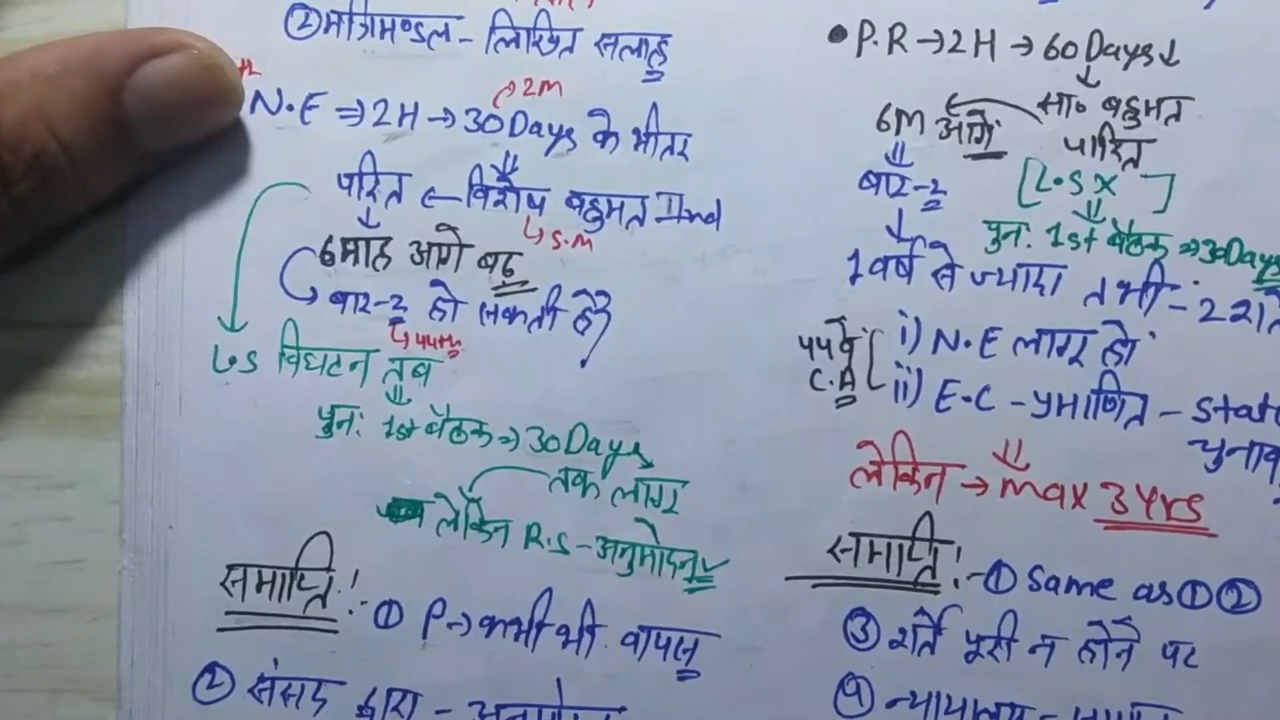 ② मंत्रिमण्डल - लिखित सलाह
N.E ⇒ 2H → 30 Days के भीतर
2M
पारित ← विशेष बहुमत IInd
S.M
6 माह आगे बढ़
बार-2 हो सकती है?
44th
L.S विघटन तब
पुन: 1st बैठक ⇒ 30 Days
तक लागू
लेकिन R.S - अनुमोदन
समाप्ति :-
① P → कभी भी वापस
② संसद द्वारा -
• P.R → 2H → 60 Days ↓
सा० बहुमत
पारित
6M आगे
बार-2
[L.S X ]
पुन: 1st बैठक ⇒ 30 Days
1 वर्ष से ज्यादा तभी :- 2
44वें
C.A
i) N.E लागू हो
ii) E.C - प्रमाणित - State
चुनाव
लेकिन → Max 3 Yrs
समाप्ति :- ① Same as ① ②
③ शर्तें पूरी न होने पर
④ न्यायालय -